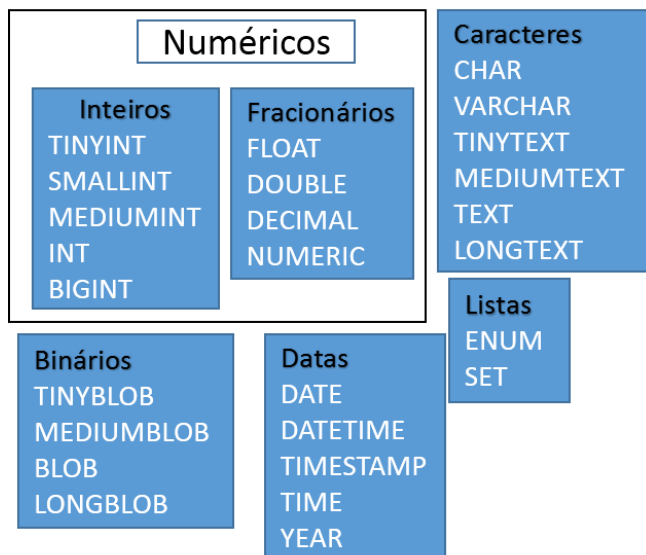 Numéricos
Inteiros
TINYINT
SMALLINT
MEDIUMINT
INT
BIGINT
Fracionários
FLOAT
DOUBLE
DECIMAL
NUMERIC
Caracteres
CHAR
VARCHAR
TINYTEXT
MEDIUMTEXT
TEXT
LONGTEXT
Listas
ENUM
SET
Binários
TINYBLOB
MEDIUMBLOB
BLOB
LONGBLOB
Datas
DATE
DATETIME
TIMESTAMP
TIME
YEAR